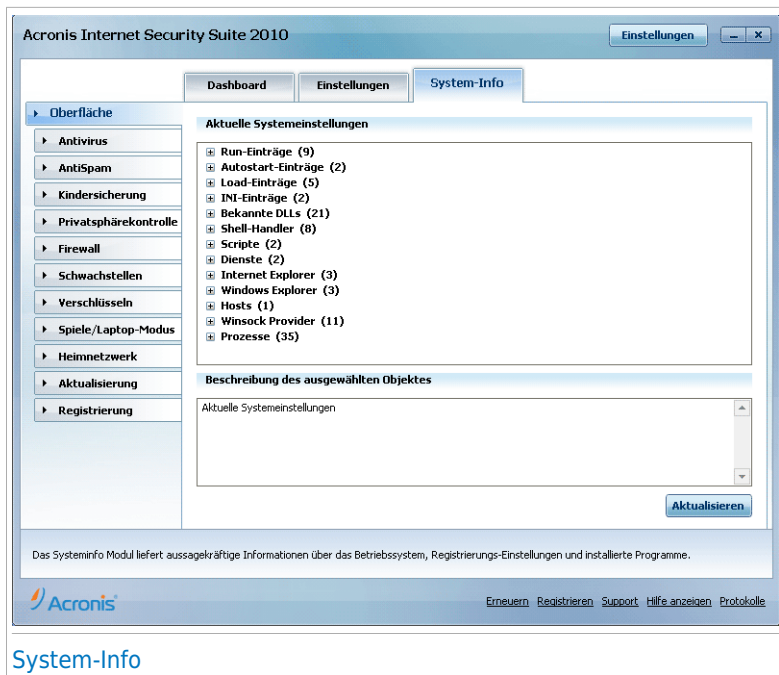 Acronis Internet Security Suite 2010
Einstellungen
Dashboard
Einstellungen
System-Info
Oberfläche
Antivirus
AntiSpam
Kindersicherung
Privatsphärekontrolle
Firewall
Schwachstellen
Verschlüsseln
Spiele/Laptop-Modus
Heimnetzwerk
Aktualisierung
Registrierung
Aktuelle Systemeinstellungen
Run-Einträge (9)
Autostart-Einträge (2)
Load-Einträge (5)
INI-Einträge (2)
Bekannte DLLs (21)
Shell-Handler (8)
Scripte (2)
Dienste (2)
Internet Explorer (3)
Windows Explorer (3)
Hosts (1)
Winsock Provider (11)
Prozesse (35)
Beschreibung des ausgewählten Objektes
Aktuelle Systemeinstellungen
Aktualisieren
Das Systeminfo Modul liefert aussagekräftige Informationen über das Betriebssystem, Registrierungs-Einstellungen und installierte Programme.
Acronis
Erneuern Registrieren Support Hilfe anzeigen Protokolle
System-Info